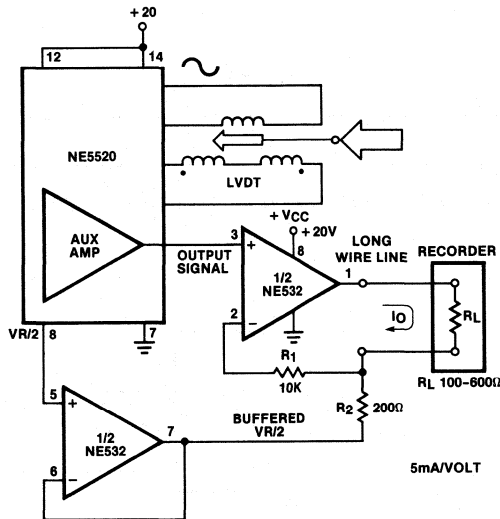 + 20
12
14
NE5520
LVDT
+ VCC
+ 20V
AUX
AMP
3
+
8
OUTPUT
SIGNAL
1/2
NE532
1
LONG
WIRE LINE
RECORDER
2
−
IO
RL
VR/2
8
7
R1
10K
RL 100–600Ω
R2
200Ω
5
+
1/2
NE532
7
BUFFERED
VR/2
6
−
5mA/VOLT